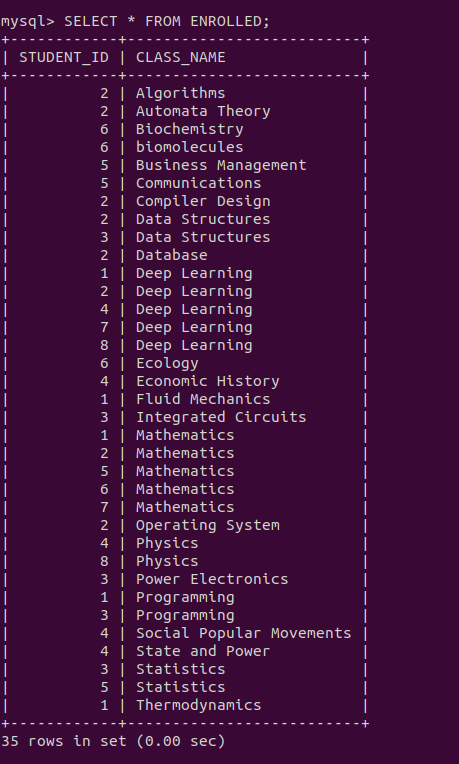 mysql> SELECT * FROM ENROLLED;
+------------+--------------------------+
| STUDENT_ID | CLASS_NAME               |
+------------+--------------------------+
|          2 | Algorithms               |
|          2 | Automata Theory          |
|          6 | Biochemistry             |
|          6 | biomolecules             |
|          5 | Business Management      |
|          5 | Communications           |
|          2 | Compiler Design          |
|          2 | Data Structures          |
|          3 | Data Structures          |
|          2 | Database                 |
|          1 | Deep Learning            |
|          2 | Deep Learning            |
|          4 | Deep Learning            |
|          7 | Deep Learning            |
|          8 | Deep Learning            |
|          6 | Ecology                  |
|          4 | Economic History         |
|          1 | Fluid Mechanics          |
|          3 | Integrated Circuits      |
|          1 | Mathematics              |
|          2 | Mathematics              |
|          5 | Mathematics              |
|          6 | Mathematics              |
|          7 | Mathematics              |
|          2 | Operating System         |
|          4 | Physics                  |
|          8 | Physics                  |
|          3 | Power Electronics        |
|          1 | Programming              |
|          3 | Programming              |
|          4 | Social Popular Movements |
|          4 | State and Power          |
|          3 | Statistics               |
|          5 | Statistics               |
|          1 | Thermodynamics           |
+------------+--------------------------+
35 rows in set (0.00 sec)